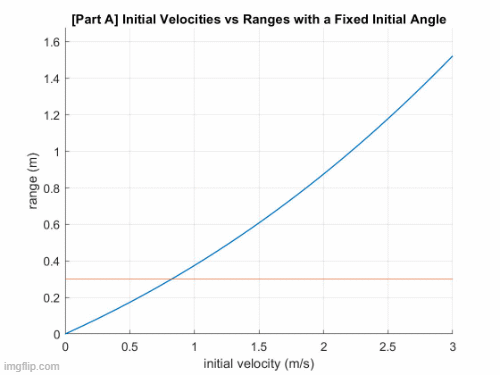 [Part A] Initial Velocities vs Ranges with a Fixed Initial Angle
1.6
1.4
1.2
1
0.8
0.6
0.4
0.2
0
range (m)
0 0.5 1 1.5 2 2.5 3
initial velocity (m/s)
imgflip.com